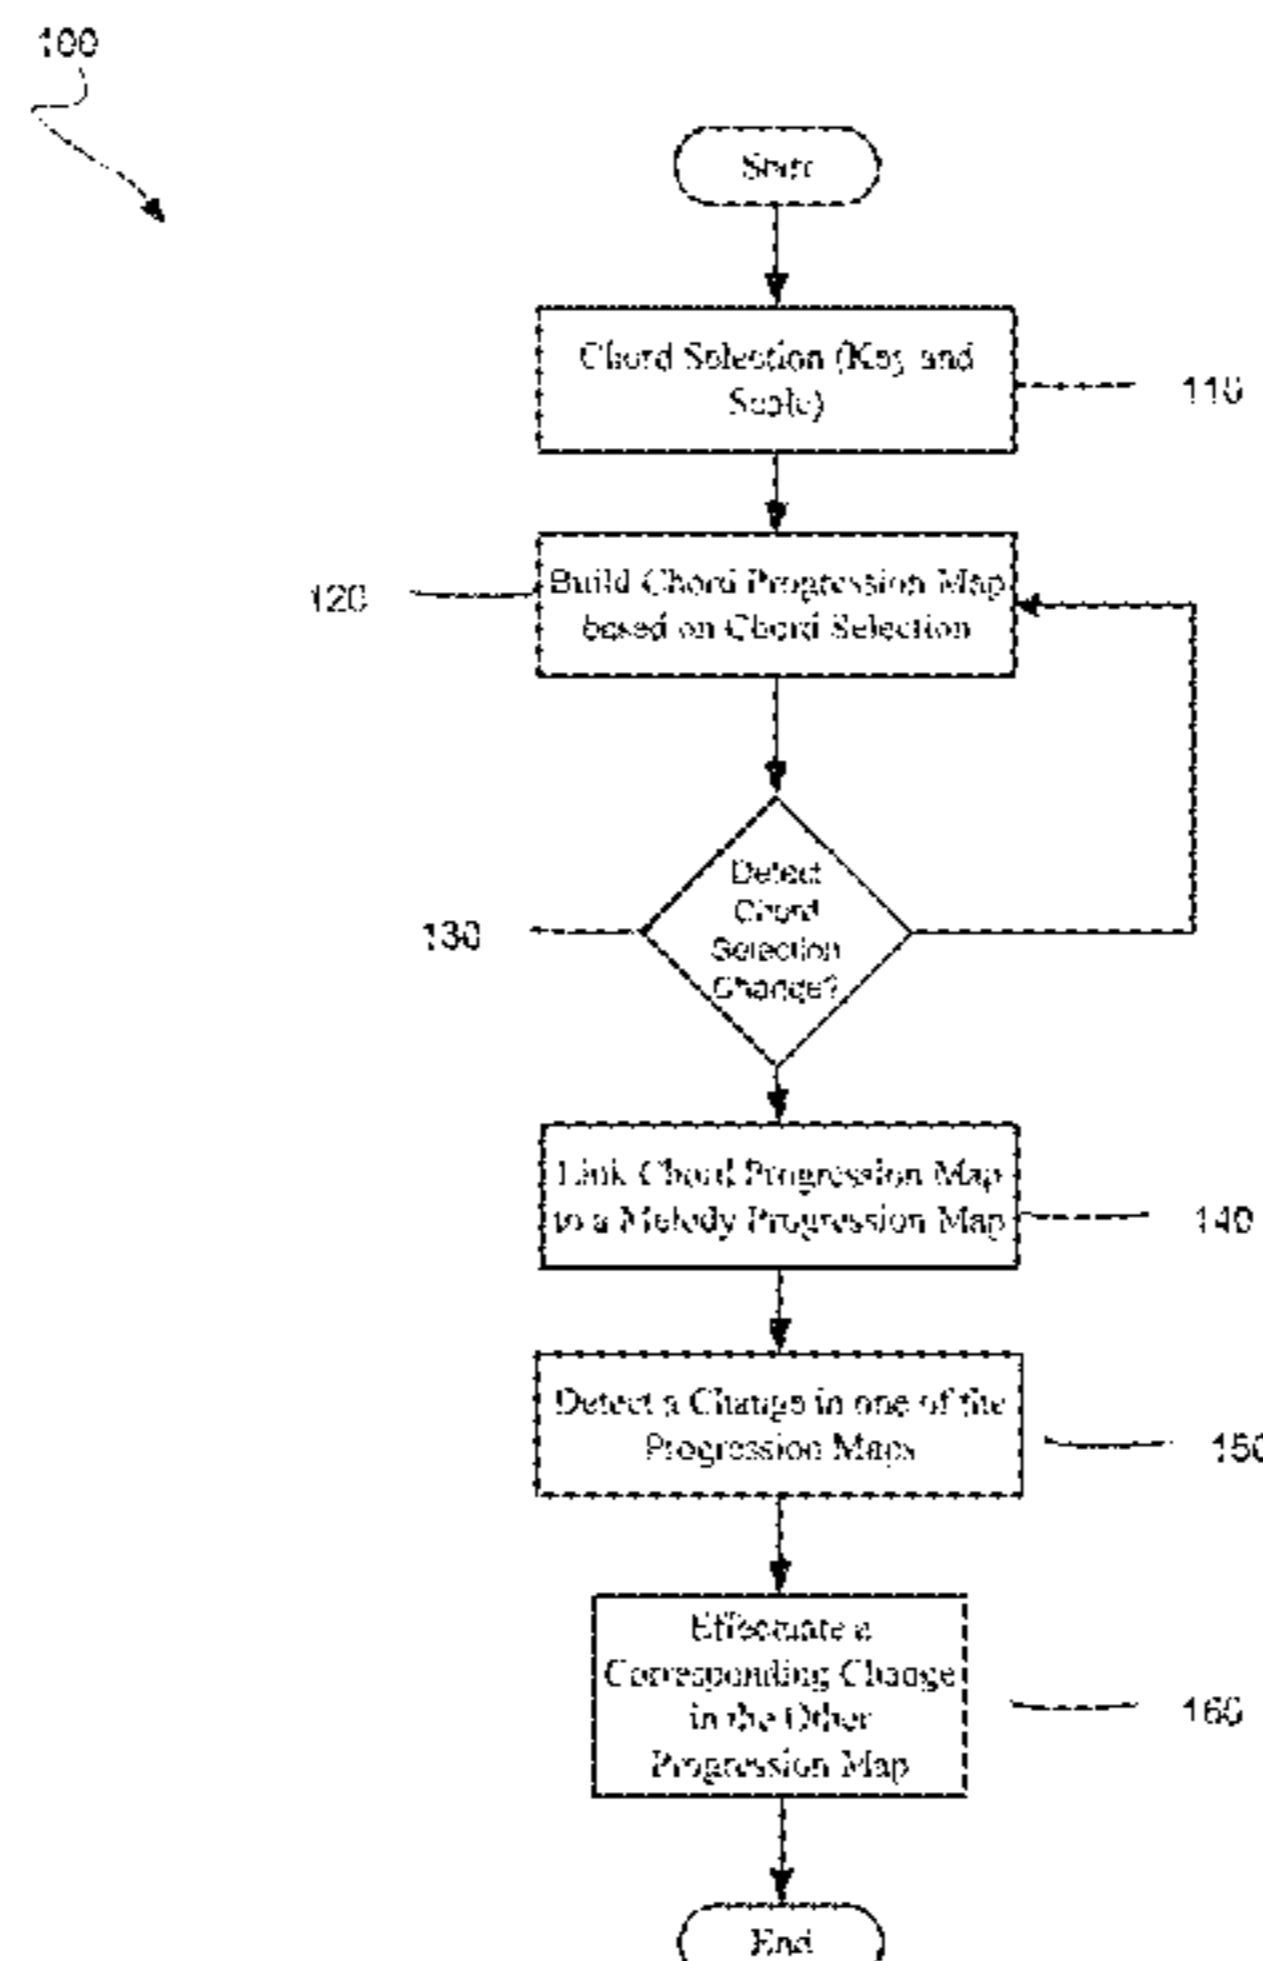 100
Start
Chord Selection (Key and
Scale)
110
Build Chord Progression Map
based on Chord Selection
120
Detect
Chord
Selection
Change?
130
Link Chord Progression Map
to a Melody Progression Map
140
Detect a Change in one of the
Progression Maps
150
Effectuate a
Corresponding Change
in the Other
Progression Map
160
End